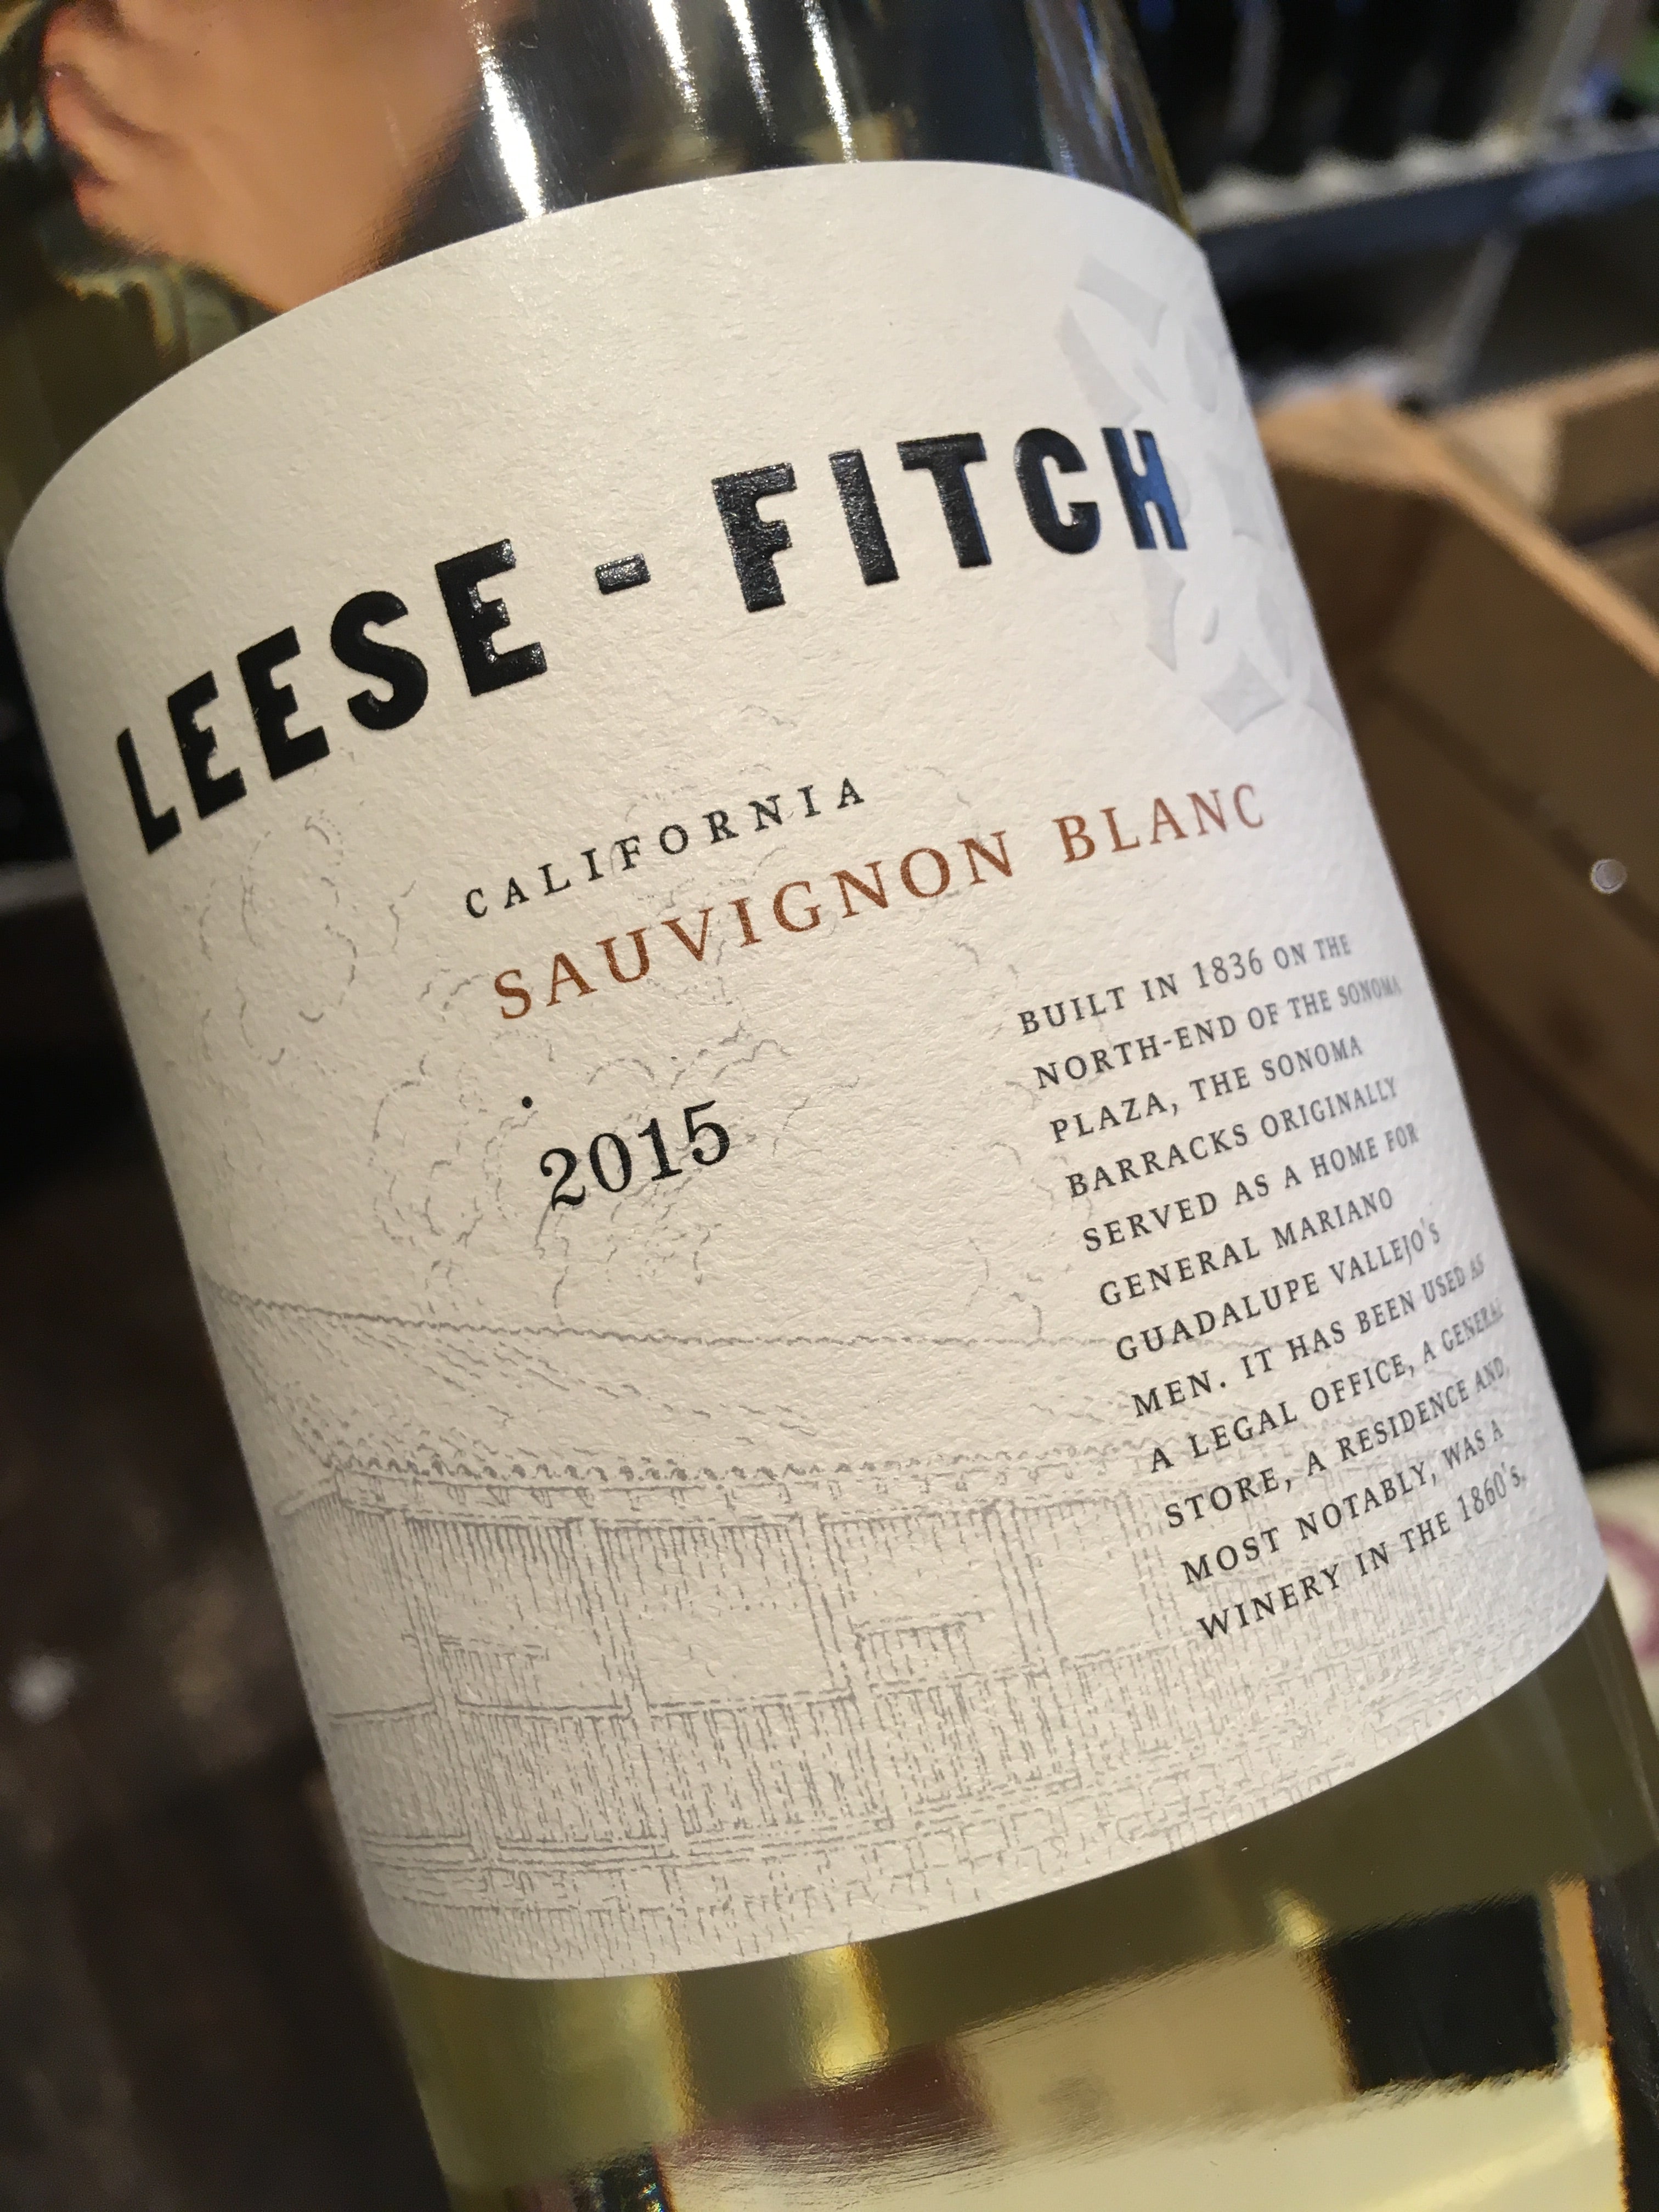 LEESE - FITCH
CALIFORNIA
SAUVIGNON BLANC
2015
BUILT IN 1836 ON THE
NORTH-END OF THE SONOMA
PLAZA, THE SONOMA
BARRACKS ORIGINALLY
SERVED AS A HOME FOR
GENERAL MARIANO
GUADALUPE VALLEJO'S
MEN. IT HAS BEEN USED AS
A LEGAL OFFICE, A GENERAL
STORE, A RESIDENCE AND,
MOST NOTABLY, WAS A
WINERY IN THE 1860'S.